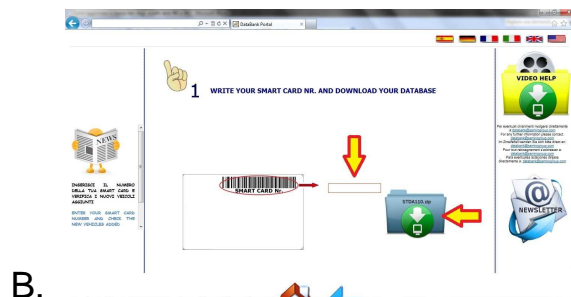 DataBank Portal
1 WRITE YOUR SMART CARD NR. AND DOWNLOAD YOUR DATABASE
VIDEO HELP
NEWS
INSERISCI IL NUMERO
DELLA TUA SMART CARD E
VERIFICA I NUOVI VEICOLI
AGGIUNTI
ENTER YOUR SMART CARD
NUMBER AND CHECK THE
NEW VEHICLES ADDED.
SMART CARD Nr.
STDA110.zip
NEWSLETTER
B.